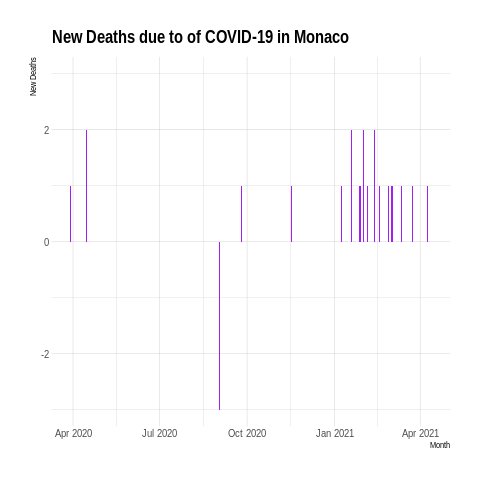 New Deaths due to of COVID-19 in Monaco
New Deaths
2
0
-2
Apr 2020 Jul 2020 Oct 2020 Jan 2021 Apr 2021
Month